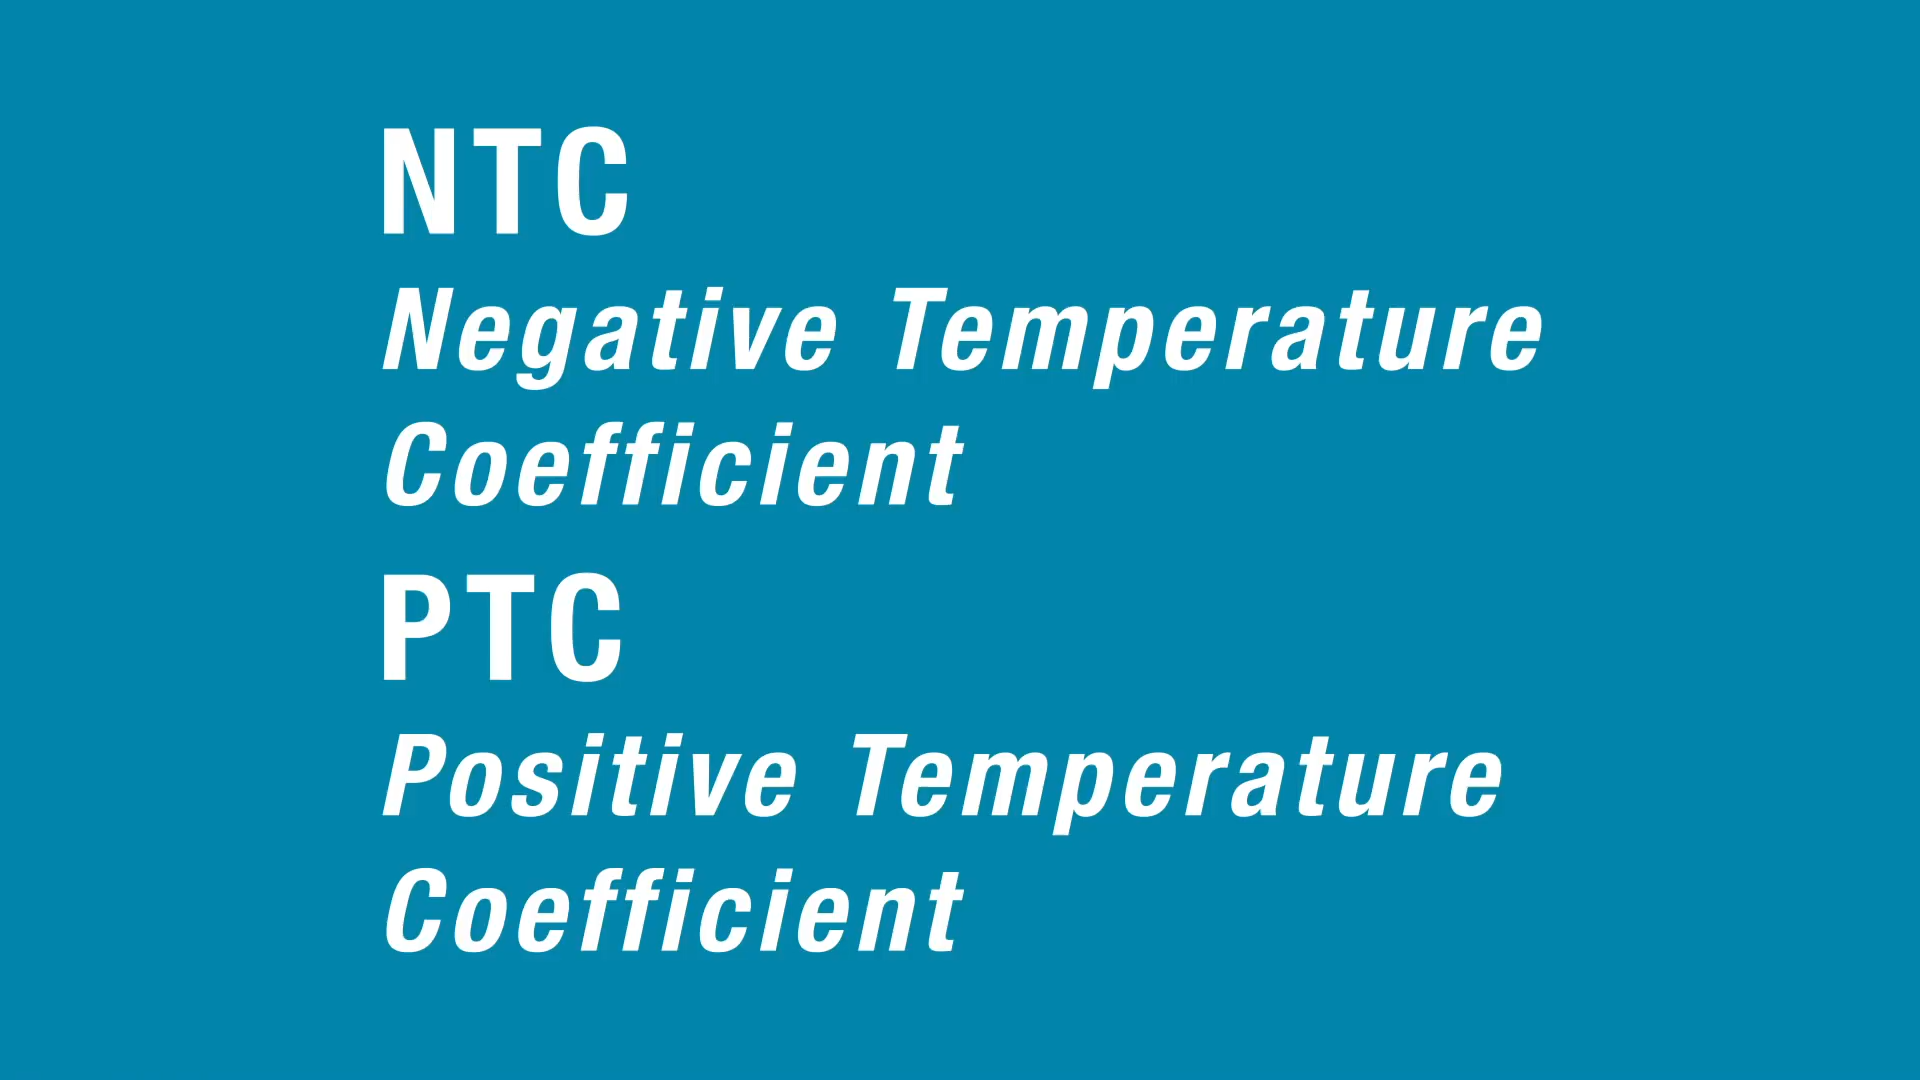 NTC
Negative Temperature
Coefficient
PTC
Positive Temperature
Coefficient